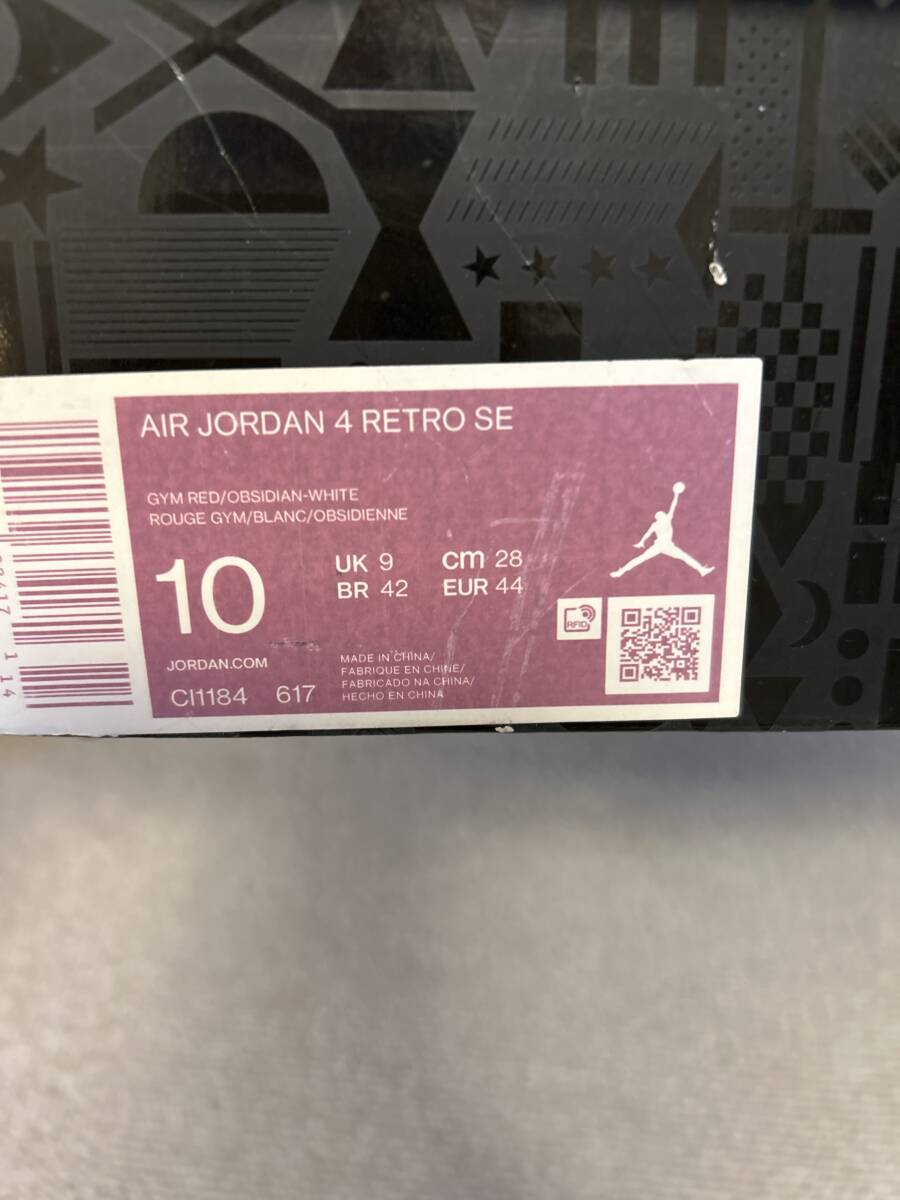 AIR JORDAN 4 RETRO SE
GYM RED/OBSIDIAN-WHITE
ROUGE GYM/BLANC/OBSIDIENNE
10
UK 9 cm 28
BR 42 EUR 44
RFID
JORDAN.COM
CI1184 617
MADE IN CHINA/
FABRIQUE EN CHINE/
FABRICADO NA CHINA/
HECHO EN CHINA
1 14